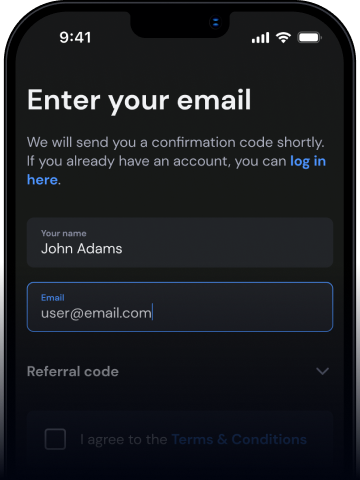 9:41
Enter your email
We will send you a confirmation code shortly.
If you already have an account, you can log in
here.
Your name
John Adams
Email
user@email.com
Referral code
I agree to the Terms & Conditions